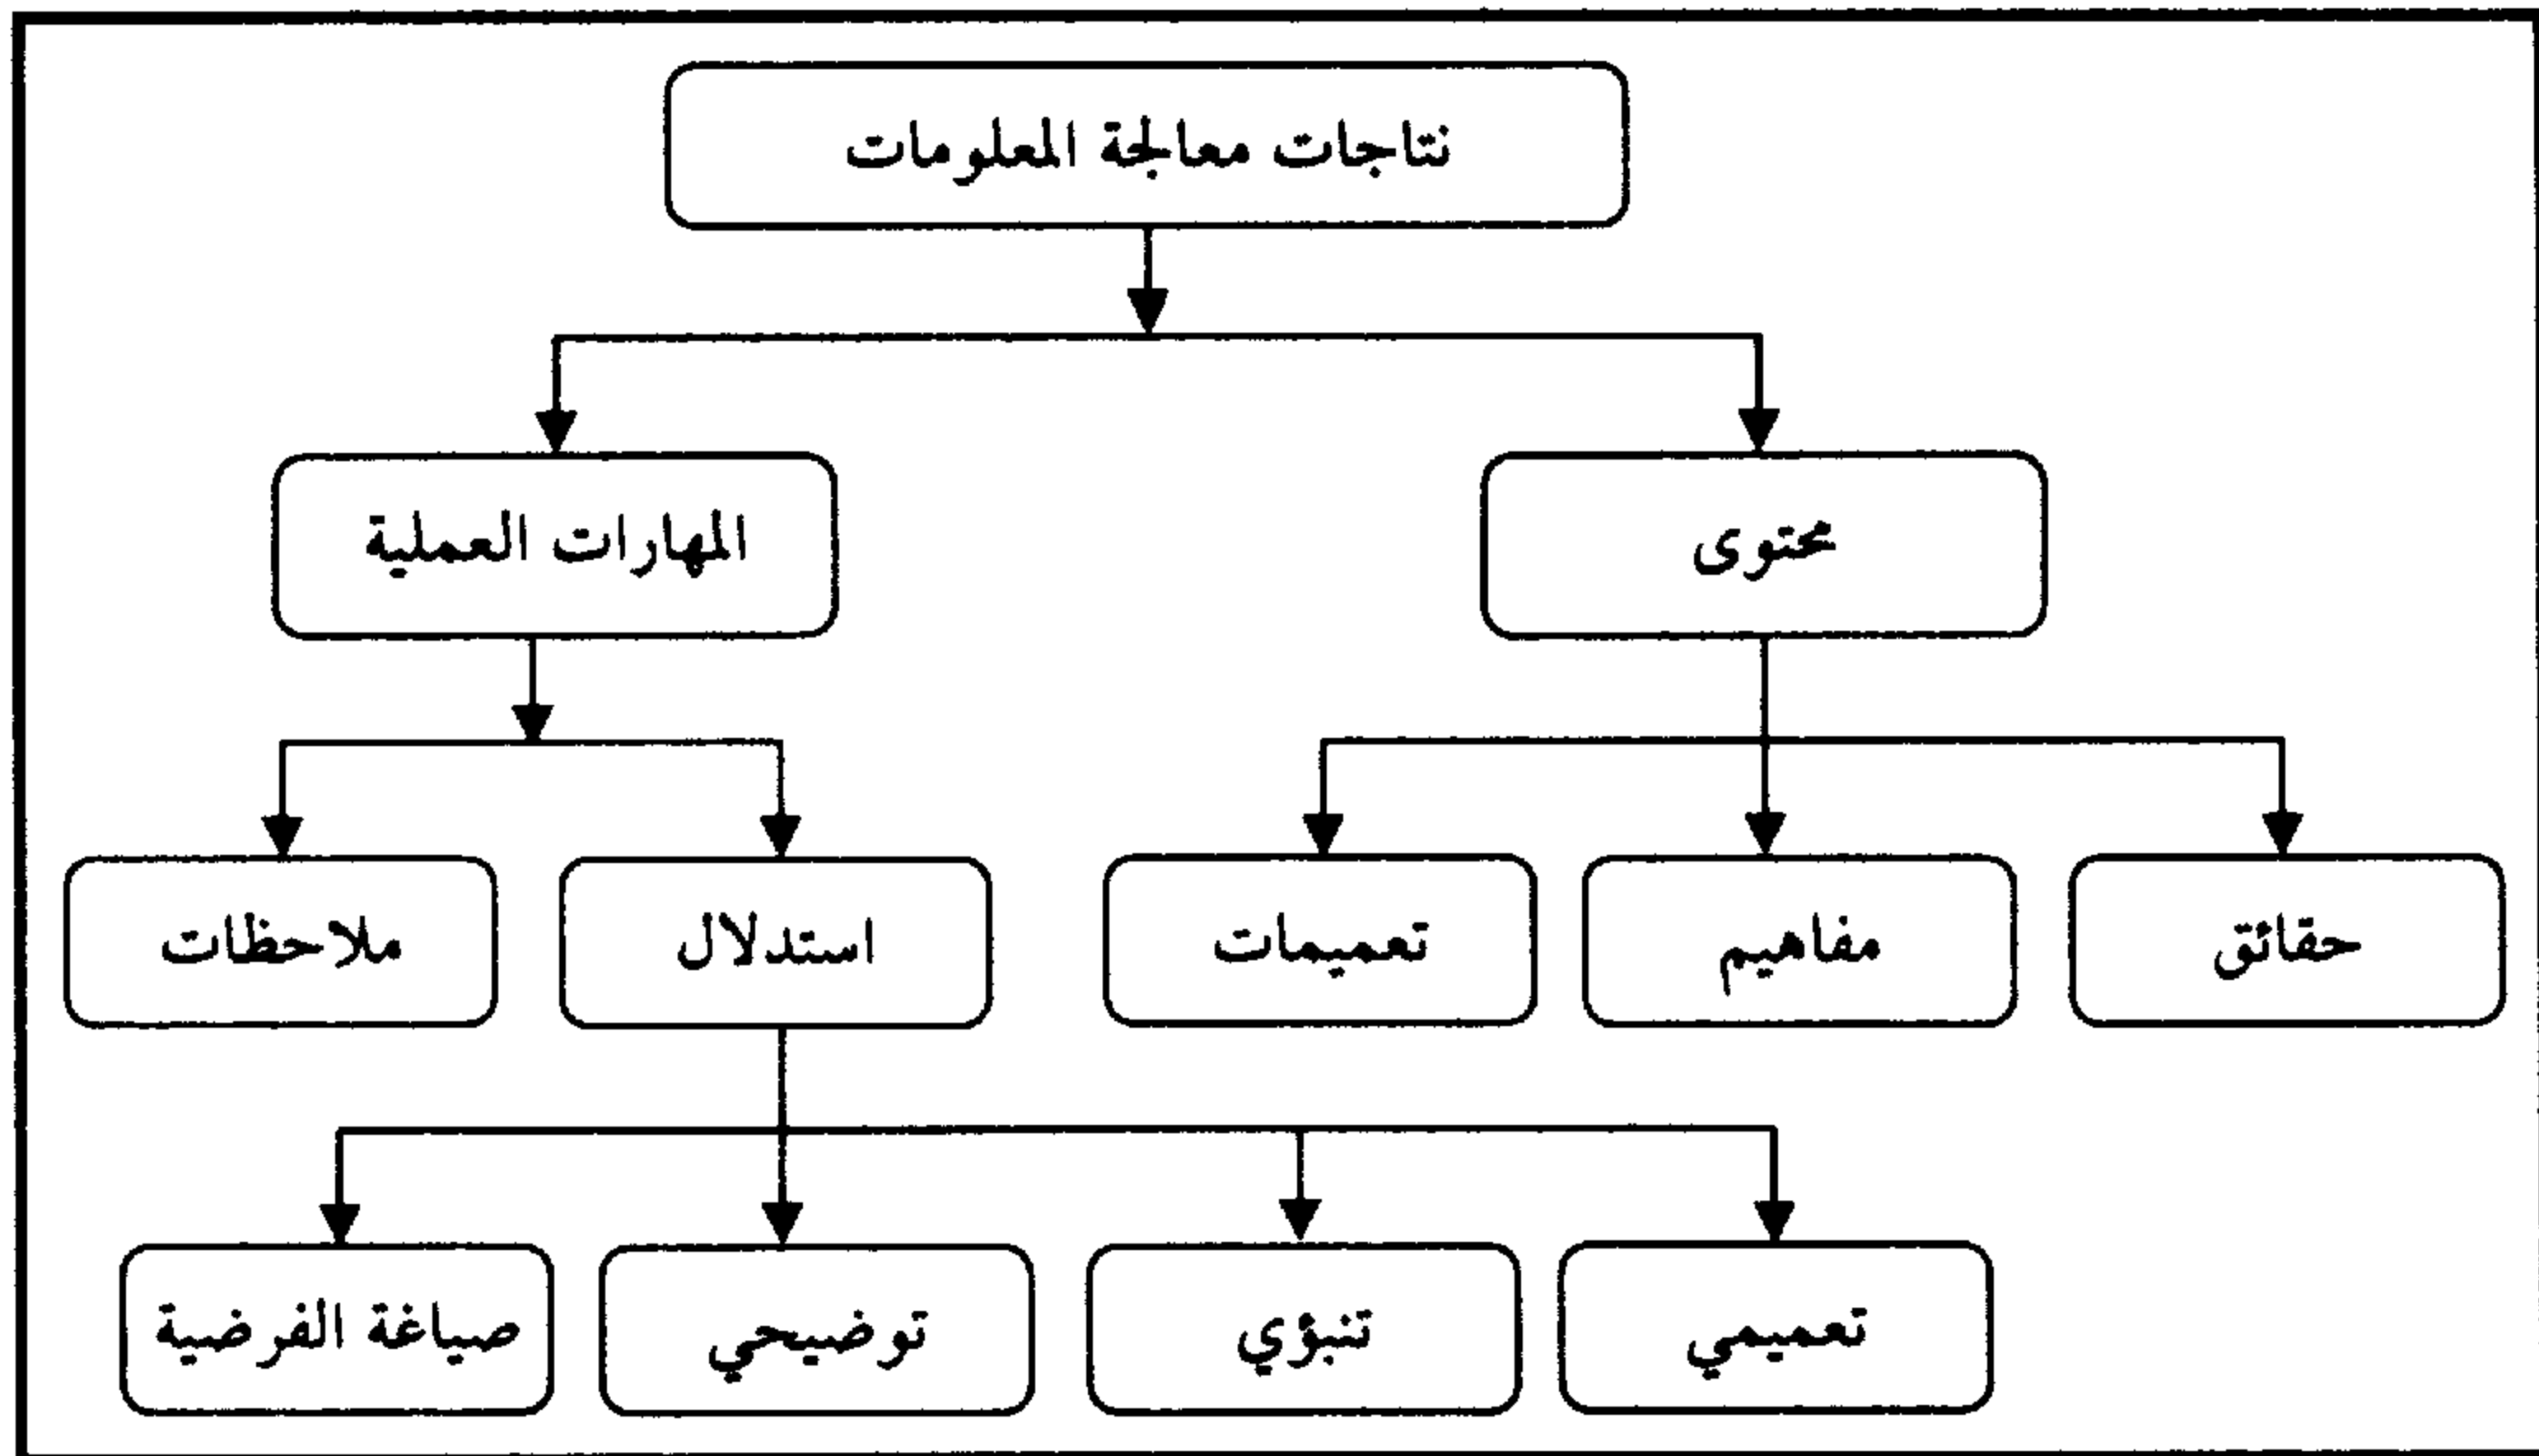 نتاجات معالجة المعلومات
محتوى
المهارات العملية
حقائق
مفاهيم
تعميمات
استدلال
ملاحظات
تعميمي
تنبؤي
توضيحي
صياغة الفرضية